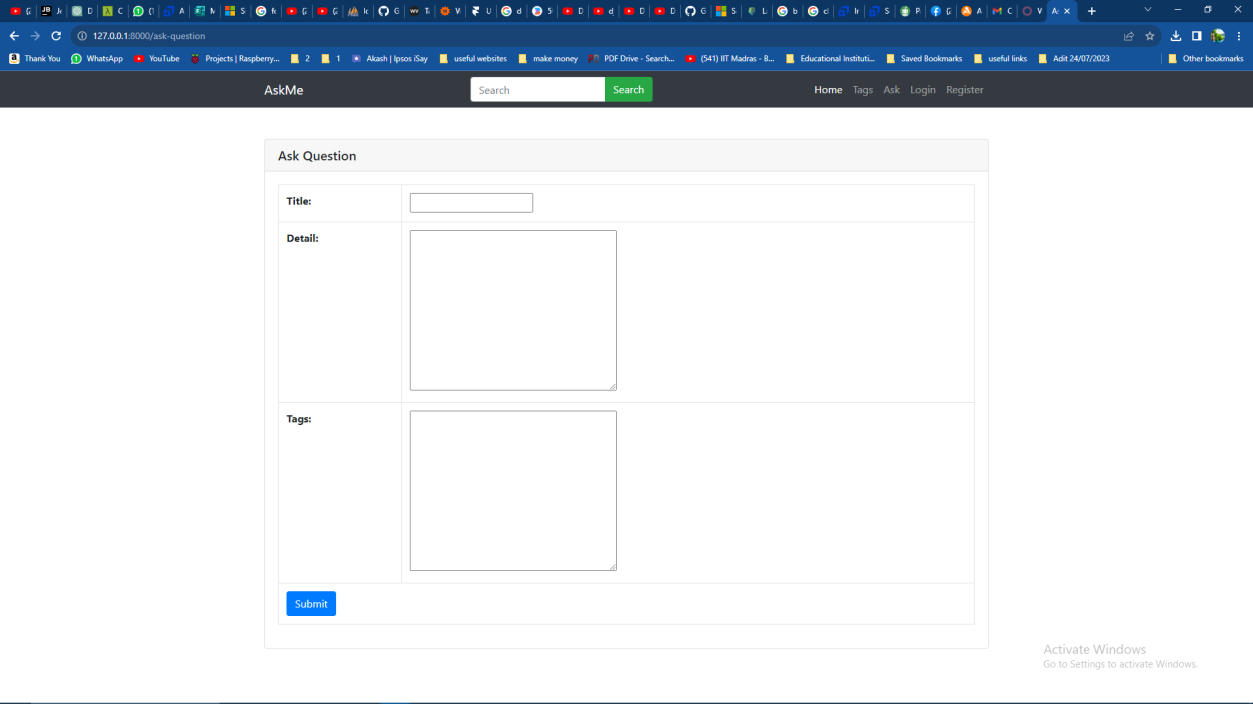 127.0.0.1:8000/ask-question
Thank You WhatsApp YouTube Projects | Raspberry... 2 1 Akash | Ipsos iSay useful websites make money PDF Drive - Search... (541) IIT Madras - B... Educational Instituti... Saved Bookmarks useful links Adit 24/07/2023 Other bookmarks
AskMe Search Search Home Tags Ask Login Register
Ask Question
Title:
Detail:
Tags:
Submit
Activate Windows
Go to Settings to activate Windows.